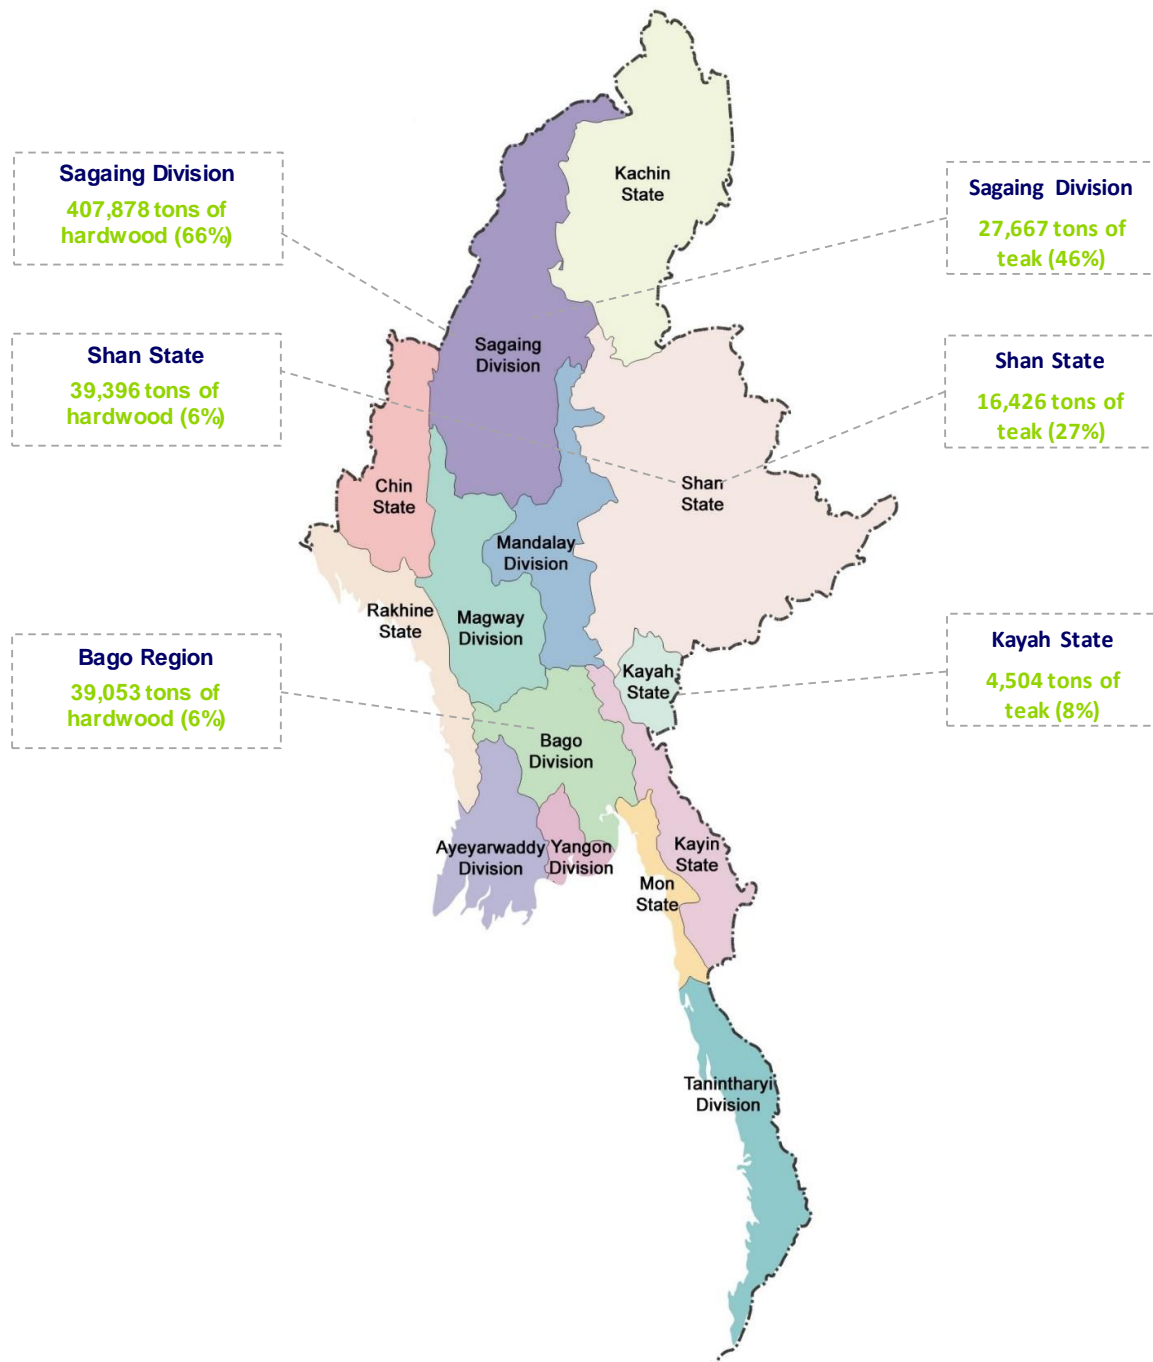 Sagaing Division
407,878 tons of
hardwood (66%)
Shan State
39,396 tons of
hardwood (6%)
Bago Region
39,053 tons of
hardwood (6%)
Kachin
State
Sagaing
Division
Chin
State
Shan
State
Mandalay
Division
Rakhine
State
Magway
Division
Kayah
State
Bago
Division
Ayeyarwaddy
Division
Yangon
Division
Kayin
State
Mon
State
Tanintharyi
Division
Sagaing Division
27,667 tons of
teak (46%)
Shan State
16,426 tons of
teak (27%)
Kayah State
4,504 tons of
teak (8%)